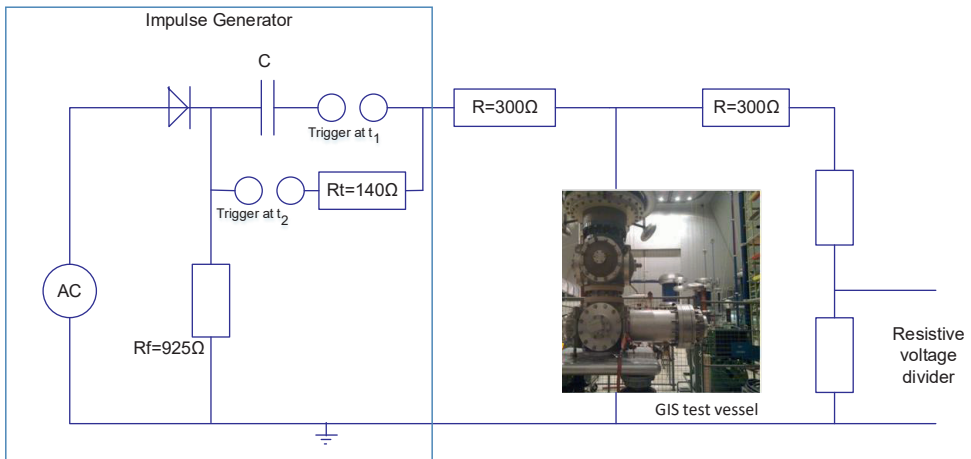 Impulse Generator
C
R=300Ω
R=300Ω
Trigger at t1
Rt=140Ω
Trigger at t2
AC
Rf=925Ω
Resistive
voltage
divider
GIS test vessel